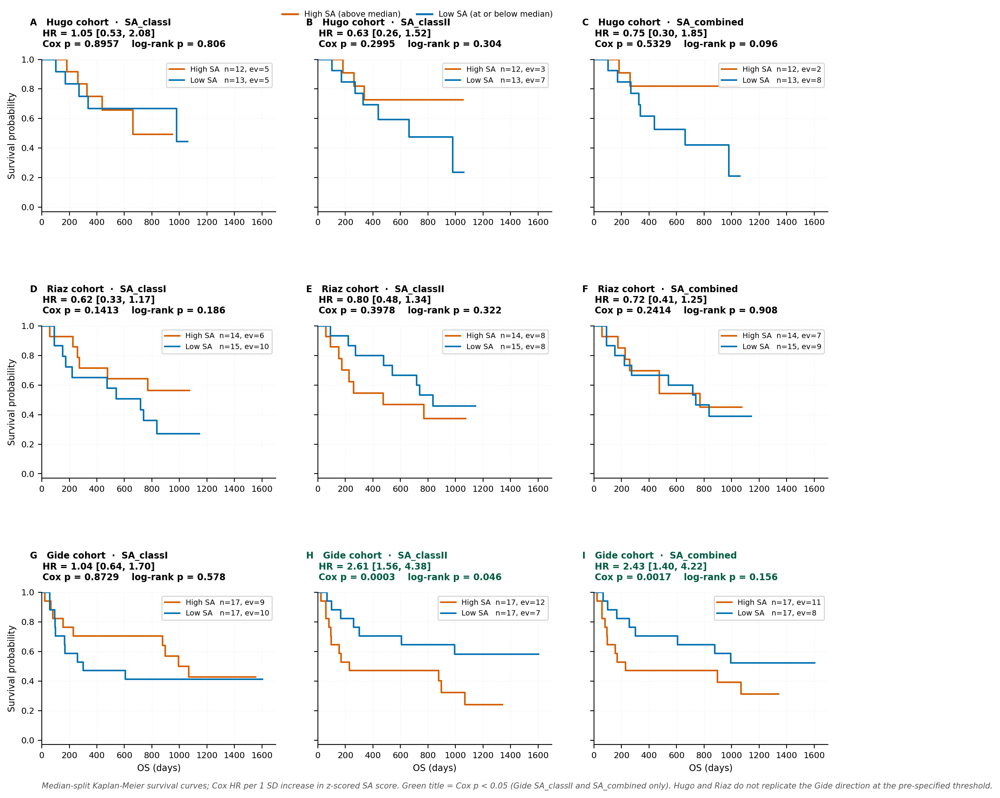 High SA (above median)    Low SA (at or below median)
A   Hugo cohort · SA_classI
HR = 1.05 [0.53, 2.08]
Cox p = 0.8957    log-rank p = 0.806
High SA  n=12, ev=5
Low SA   n=13, ev=5
Survival probability
1.0
0.8
0.6
0.4
0.2
0.0
0 200 400 600 800 1000 1200 1400 1600
B   Hugo cohort · SA_classII
HR = 0.63 [0.26, 1.52]
Cox p = 0.2995    log-rank p = 0.304
High SA  n=12, ev=3
Low SA   n=13, ev=7
0 200 400 600 800 1000 1200 1400 1600
C   Hugo cohort · SA_combined
HR = 0.75 [0.30, 1.85]
Cox p = 0.5329    log-rank p = 0.096
High SA  n=12, ev=2
Low SA   n=13, ev=8
0 200 400 600 800 1000 1200 1400 1600
D   Riaz cohort · SA_classI
HR = 0.62 [0.33, 1.17]
Cox p = 0.1413    log-rank p = 0.186
High SA  n=14, ev=6
Low SA   n=15, ev=10
Survival probability
1.0
0.8
0.6
0.4
0.2
0.0
0 200 400 600 800 1000 1200 1400 1600
E   Riaz cohort · SA_classII
HR = 0.80 [0.48, 1.34]
Cox p = 0.3978    log-rank p = 0.322
High SA  n=14, ev=8
Low SA   n=15, ev=8
0 200 400 600 800 1000 1200 1400 1600
F   Riaz cohort · SA_combined
HR = 0.72 [0.41, 1.25]
Cox p = 0.2414    log-rank p = 0.908
High SA  n=14, ev=7
Low SA   n=15, ev=9
0 200 400 600 800 1000 1200 1400 1600
G   Gide cohort · SA_classI
HR = 1.04 [0.64, 1.70]
Cox p = 0.8729    log-rank p = 0.578
High SA  n=17, ev=9
Low SA   n=17, ev=10
Survival probability
1.0
0.8
0.6
0.4
0.2
0.0
0 200 400 600 800 1000 1200 1400 1600
OS (days)
H   Gide cohort · SA_classII
HR = 2.61 [1.56, 4.38]
Cox p = 0.0003    log-rank p = 0.046
High SA  n=17, ev=12
Low SA   n=17, ev=7
0 200 400 600 800 1000 1200 1400 1600
OS (days)
I   Gide cohort · SA_combined
HR = 2.43 [1.40, 4.22]
Cox p = 0.0017    log-rank p = 0.156
High SA  n=17, ev=11
Low SA   n=17, ev=8
0 200 400 600 800 1000 1200 1400 1600
OS (days)
Median-split Kaplan-Meier survival curves; Cox HR per 1 SD increase in z-scored SA score. Green title = Cox p < 0.05 (Gide SA_classII and SA_combined only). Hugo and Riaz do not replicate the Gide direction at the pre-specified threshold.